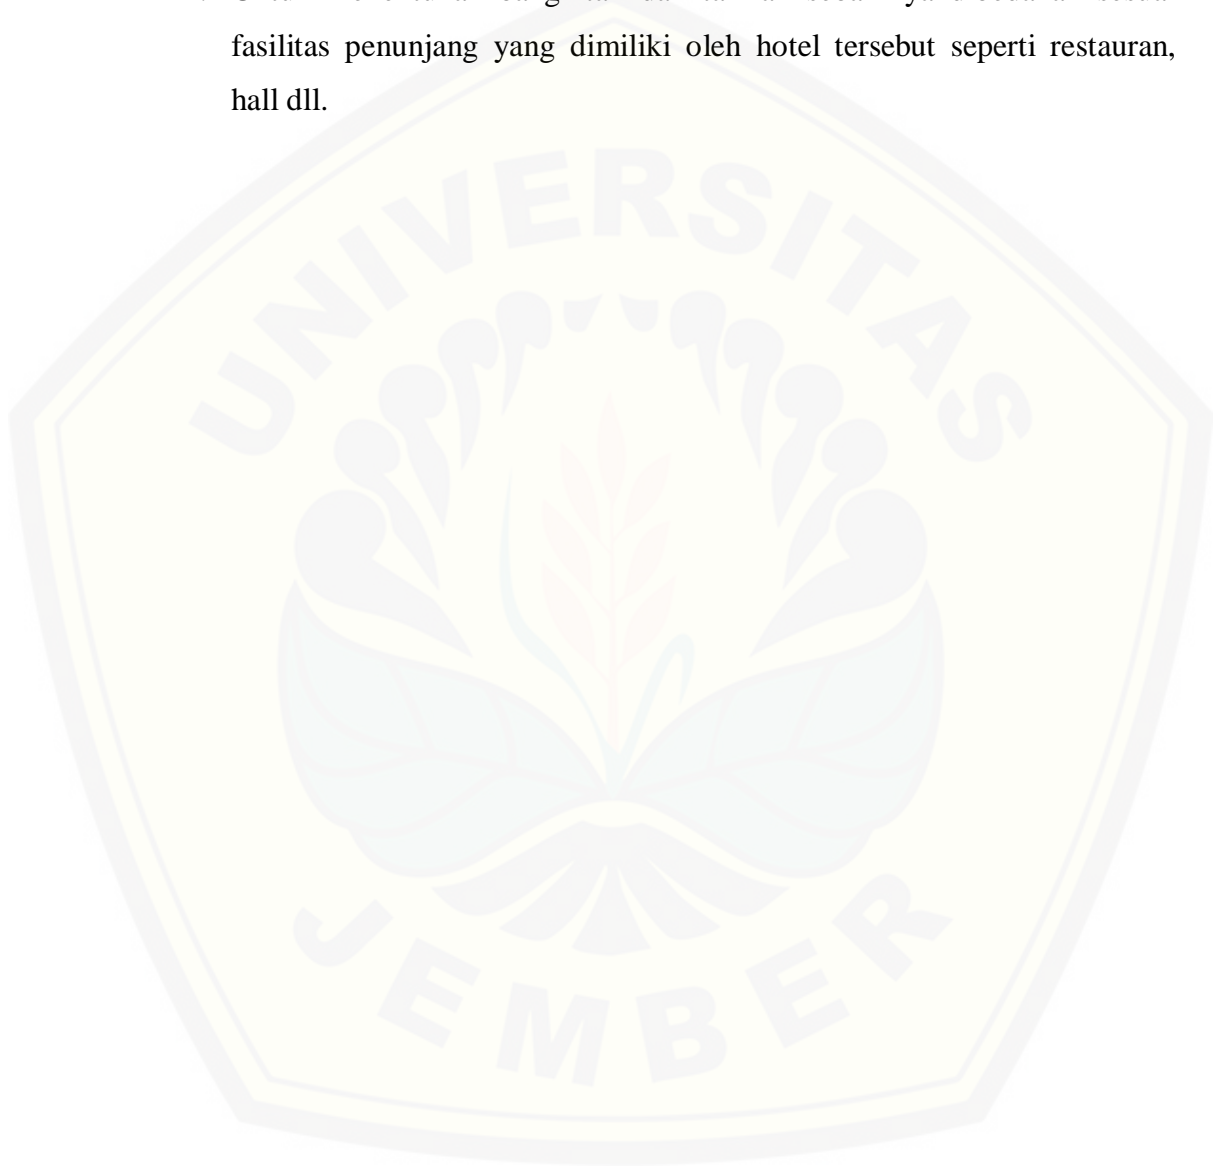 fasilitas penunjang yang dimiliki oleh hotel tersebut seperti restauran,
hall dll.
UNIVERSITAS
JEMBER